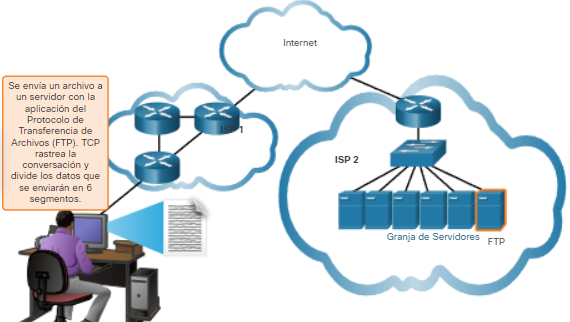 Se envía un archivo a
un servidor con la
aplicación del
Protocolo de
Transferencia de
Archivos (FTP). TCP
rastrea la
conversación y
divide los datos que
se enviarán en 6
segmentos.
Internet
ISP 1
ISP 2
Granja de Servidores
FTP